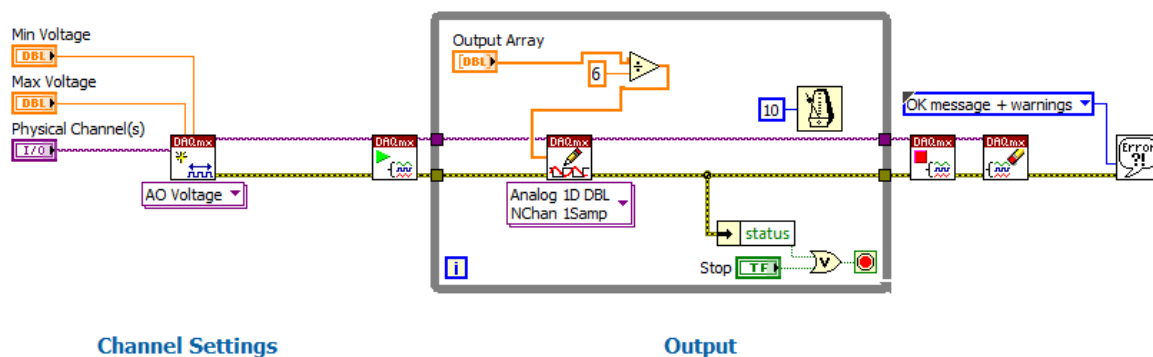 Min Voltage
DBL
Max Voltage
DBL
Physical Channel(s)
I/O
DAQmx
AO Voltage
DAQmx
Output Array
[DBL]
6
÷
10
DAQmx
Analog 1D DBL
NChan 1Samp
status
Stop
TF
V
i
DAQmx
DAQmx
OK message + warnings
Error
?!
Channel Settings
Output